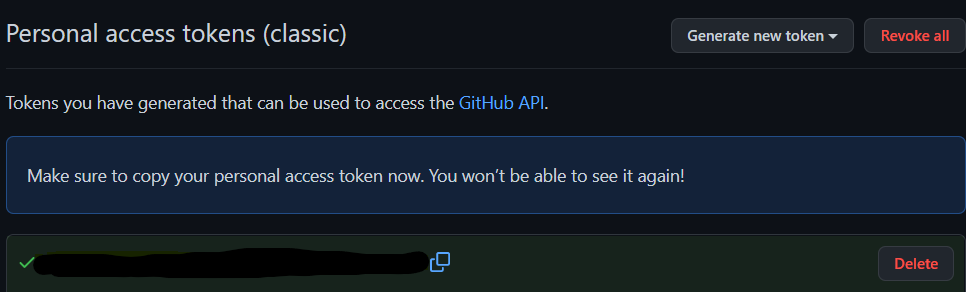 Personal access tokens (classic)
Generate new token
Revoke all
Tokens you have generated that can be used to access the GitHub API.
Make sure to copy your personal access token now. You won’t be able to see it again!
Delete